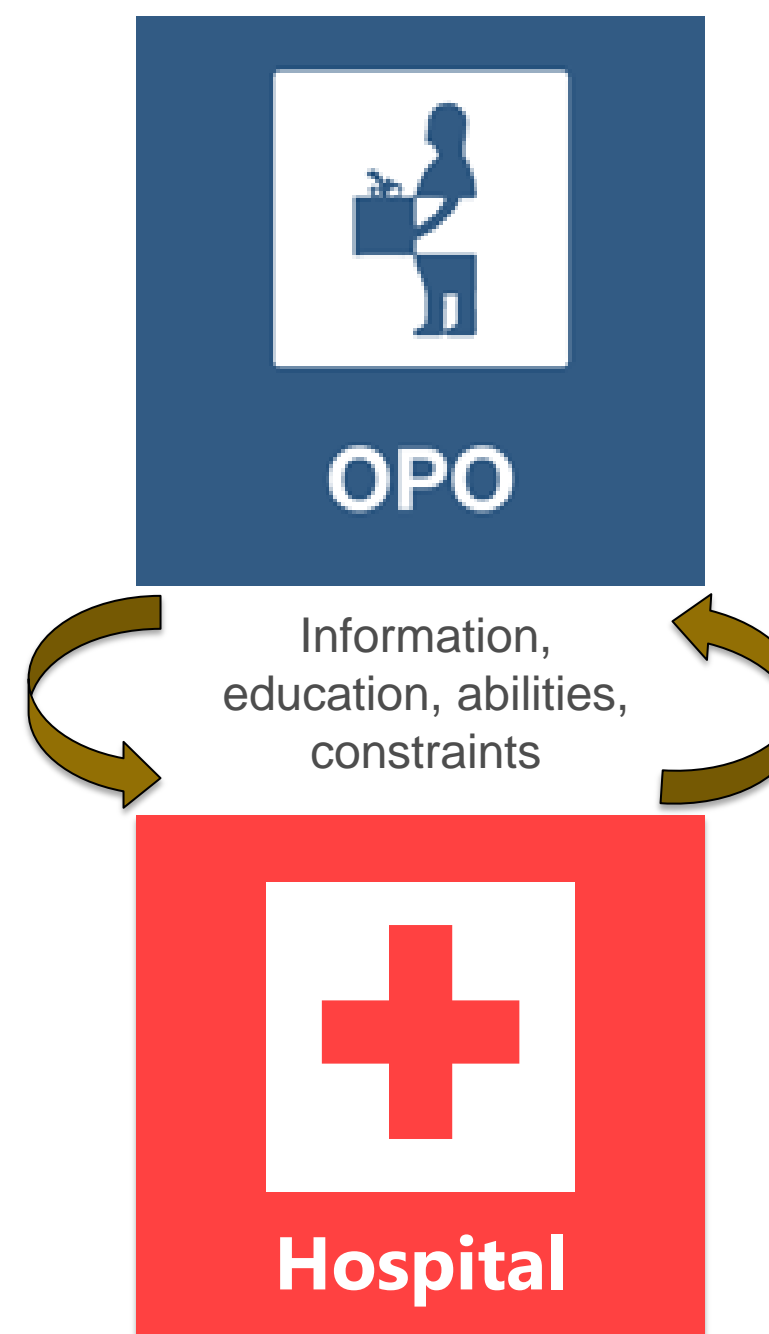 OPO
Information,
education, abilities,
constraints
Hospital